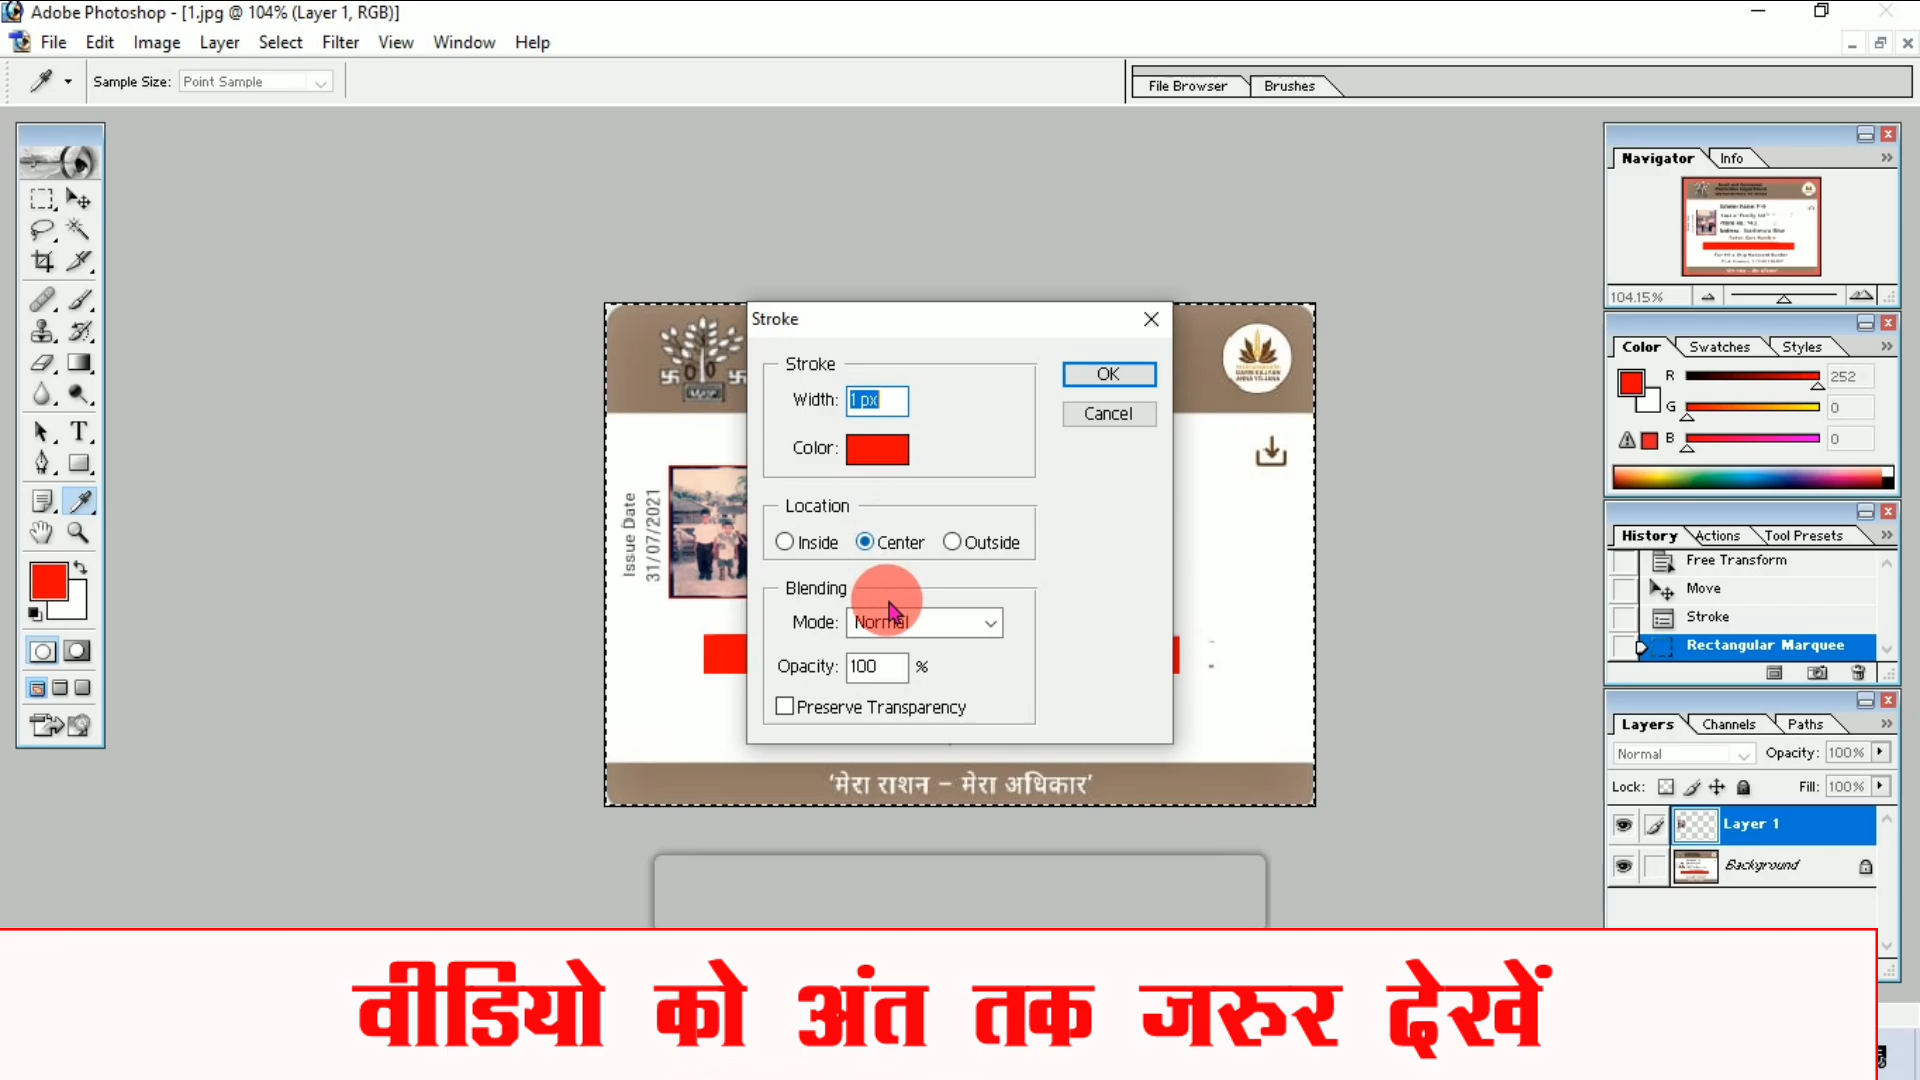 Adobe Photoshop - [1.jpg @ 104% (Layer 1, RGB)]
File Edit Image Layer Select Filter View Window Help
Sample Size: Point Sample
File Browser Brushes
Navigator Info
104.15%
Color Swatches Styles
R 252
G 0
B 0
History Actions Tool Presets
Free Transform
Move
Stroke
Rectangular Marquee
Layers Channels Paths
Normal Opacity: 100%
Lock: Fill: 100%
Layer 1
Background
Stroke
Stroke
Width: 1 px
Color:
OK
Cancel
Location
Inside Center Outside
Blending
Mode: Normal
Opacity: 100 %
Preserve Transparency
Issue Date
31/07/2021
‘मेरा राशन – मेरा अधिकार’
वीडियो को अंत तक जरुर देखें